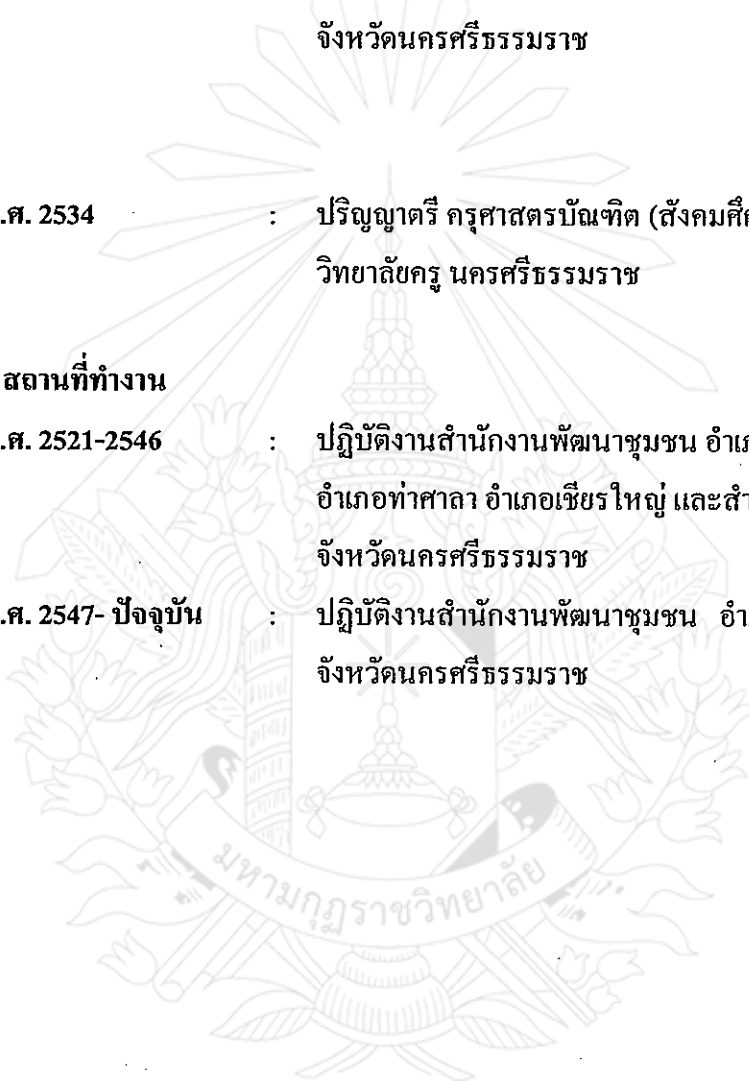 จังหวัดนครศรีธรรมราช
.ศ. 2534 : ปริญญาตรี ครุศาสตรบัณฑิต (สังคมศึ
วิทยาลัยครู นครศรีธรรมราช
สถานที่ทำงาน
.ศ. 2521-2546 : ปฏิบัติงานสำนักงานพัฒนาชุมชน
อำเภอท่าศาลา อำเภอเชียรใหญ่ และสำ
จังหวัดนครศรีธรรมราช
.ศ. 2547- ปัจจุบัน : ปฏิบัติงานสำนักงานพัฒนาชุมชน
จังหวัดนครศรีธรรมราช
มหามกุฏราชวิทยาลัย